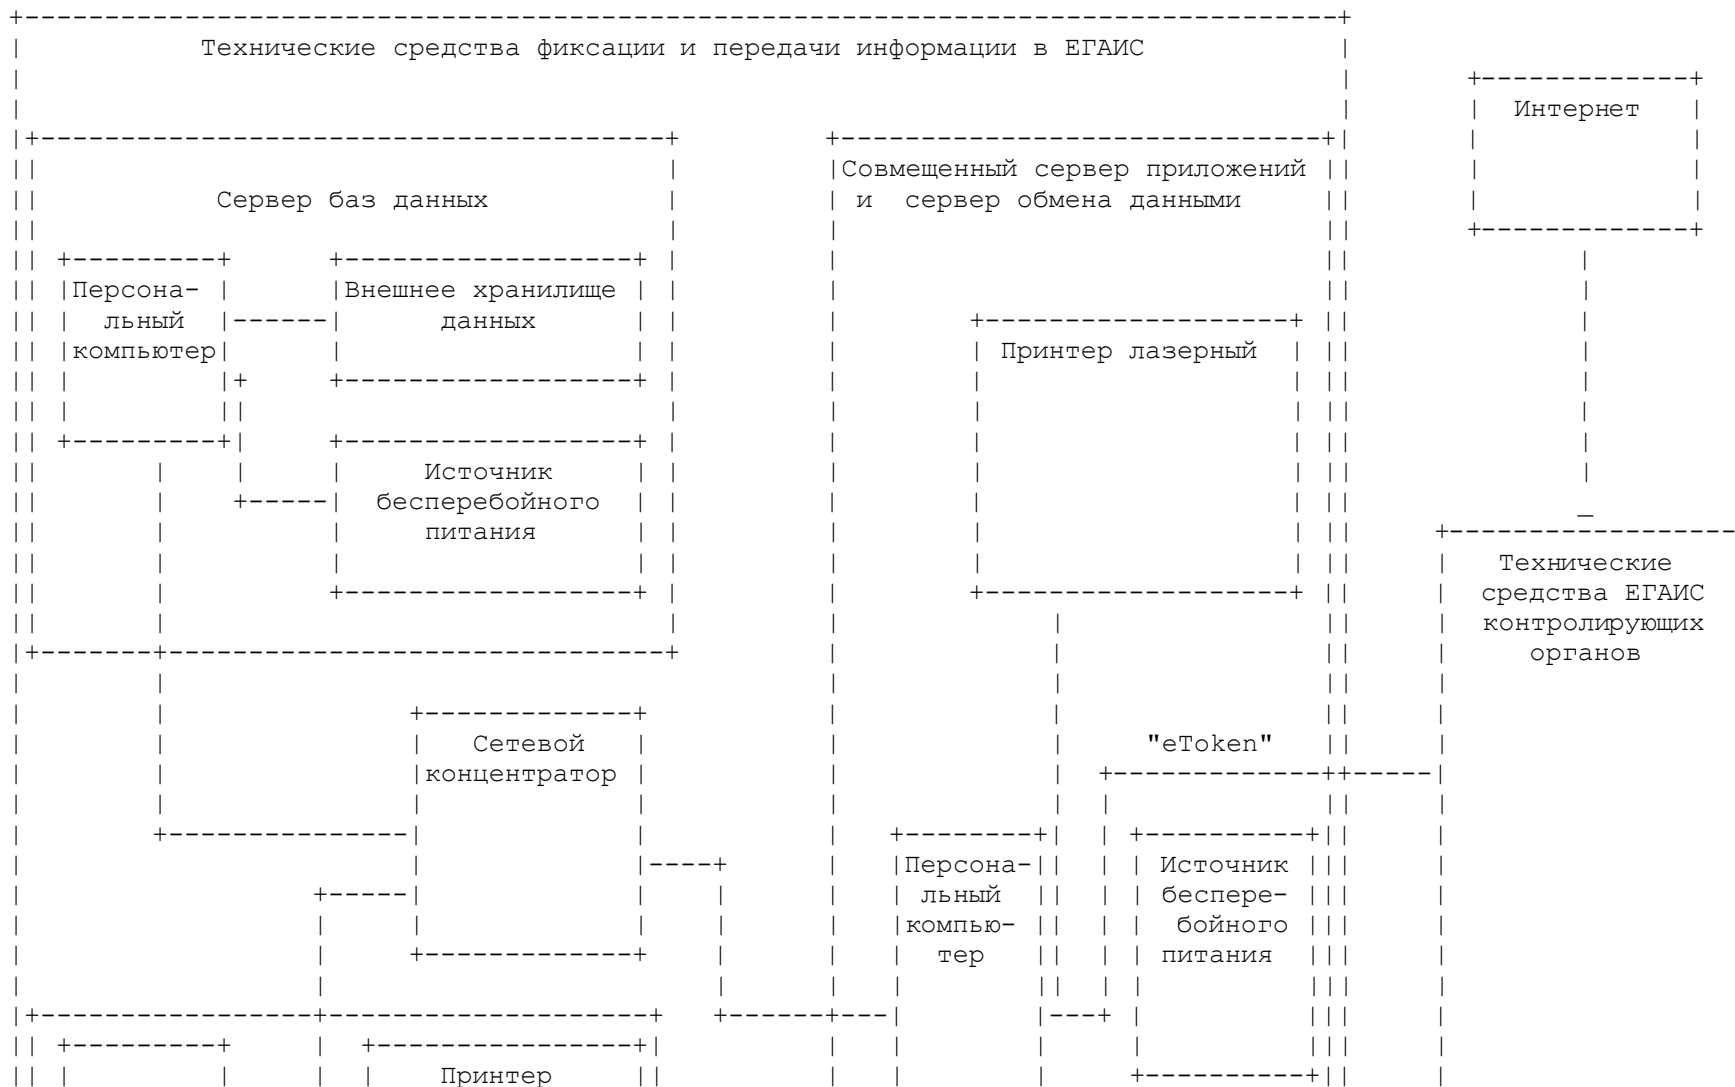 Технические средства фиксации и передачи информации в ЕГАИС
Интернет
Сервер баз данных
Совмещенный сервер приложений
и сервер обмена данными
Персона-
льный
компьютер
Внешнее хранилище
данных
Принтер лазерный
Источник
бесперебойного
питания
Технические
средства ЕГАИС
контролирующих
органов
Сетевой
концентратор
"eToken"
Персона-
льный
компью-
тер
Источник
беспере-
бойного
питания
Принтер